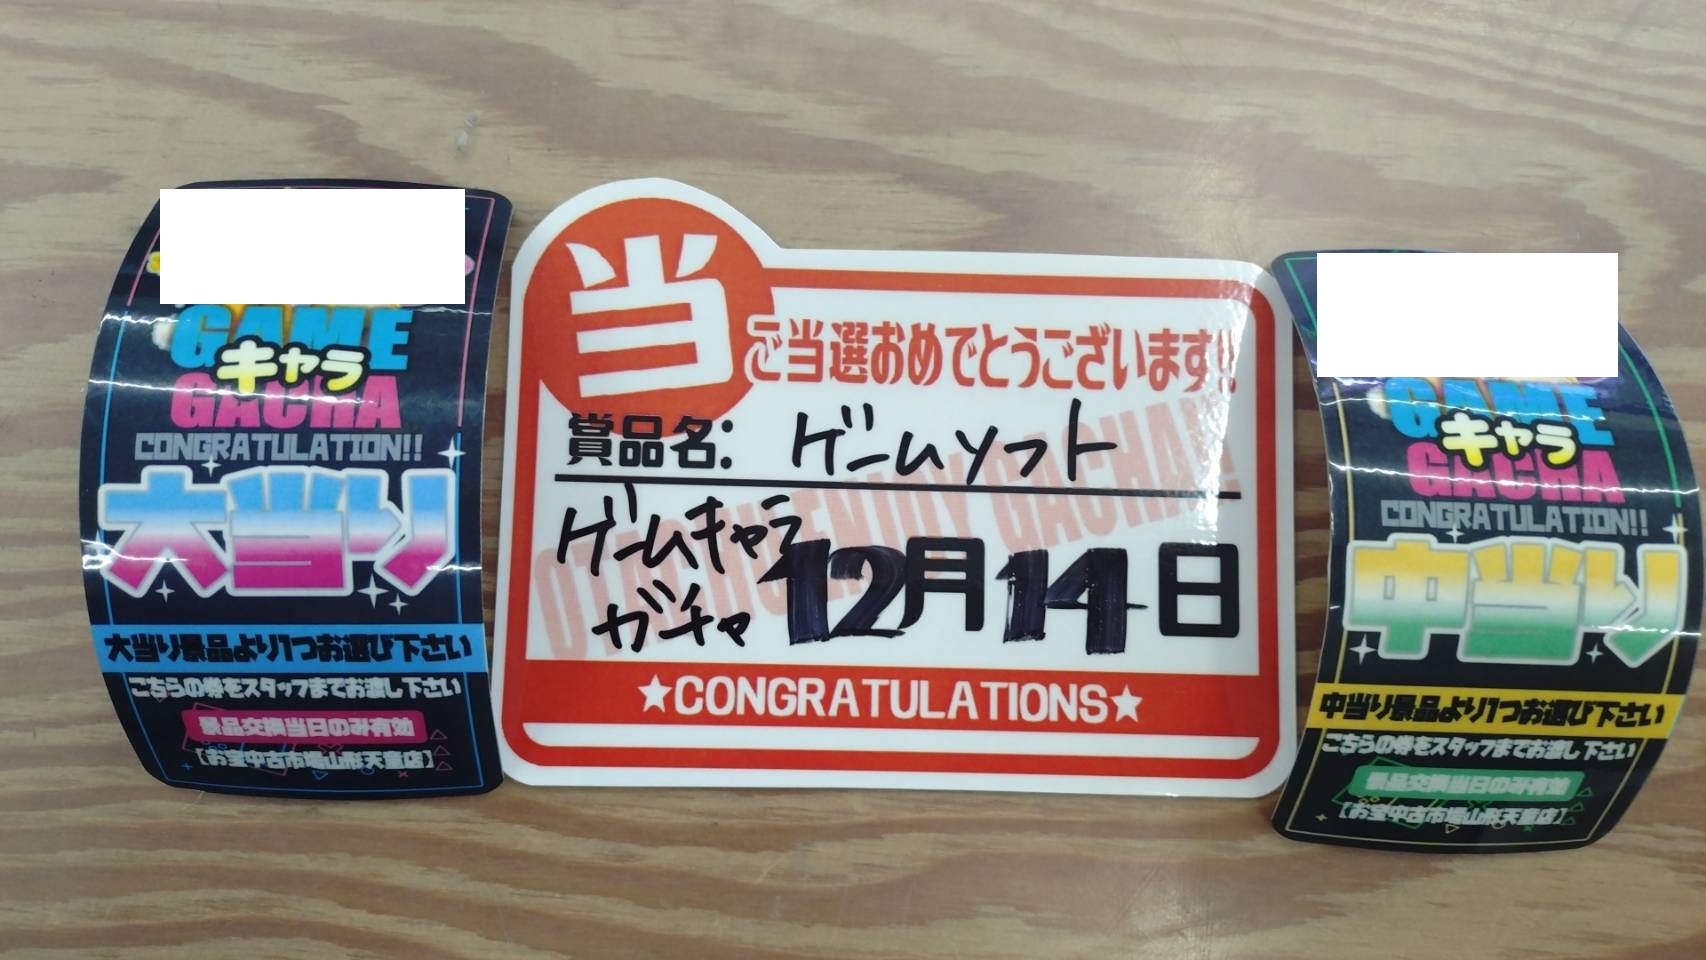 GAME
キャラ
GACHA
CONGRATULATION!!
大当り
大当り景品より1つお選び下さい
こちらの券をスタッフまでお渡し下さい
景品交換当日のみ有効
【お宝中古市場山形天童店】
当
ご当選おめでとうございます!!
賞品名: ゲームソフト
ゲームキャラ
ガチャ
12月14日
OTACHU ENJOY GACHA!!
★CONGRATULATIONS★
GAME
キャラ
GACHA
CONGRATULATION!!
中当り
中当り景品より1つお選び下さい
こちらの券をスタッフまでお渡し下さい
景品交換当日のみ有効
【お宝中古市場山形天童店】